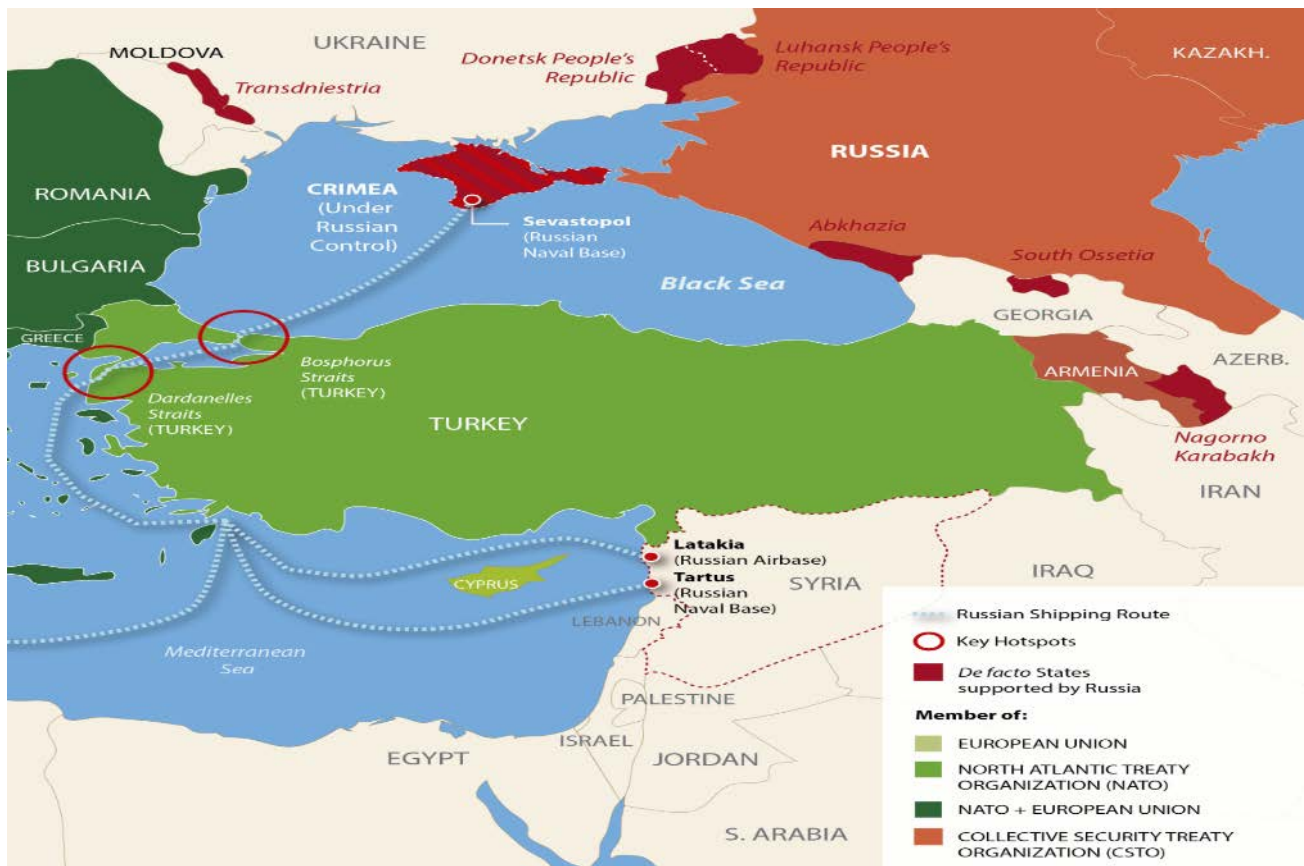 MOLDOVA
UKRAINE
Transdniestria
Donetsk People's
Republic
Luhansk People's
Republic
KAZAKH.
RUSSIA
ROMANIA
CRIMEA
(Under
Russian
Control)
Sevastopol
(Russian
Naval Base)
Abkhazia
South Ossetia
BULGARIA
Black Sea
GEORGIA
GREECE
AZERB.
ARMENIA
Bosphorus
Straits
(TURKEY)
Dardanelles
Straits
(TURKEY)
TURKEY
Nagorno
Karabakh
IRAN
Latakia
(Russian Airbase)
Tartus
(Russian
Naval Base)
SYRIA
IRAQ
CYPRUS
LEBANON
Mediterranean
Sea
PALESTINE
ISRAEL
JORDAN
EGYPT
S. ARABIA
Russian Shipping Route
Key Hotspots
De facto States
supported by Russia
Member of:
EUROPEAN UNION
NORTH ATLANTIC TREATY
ORGANIZATION (NATO)
NATO + EUROPEAN UNION
COLLECTIVE SECURITY TREATY
ORGANIZATION (CSTO)